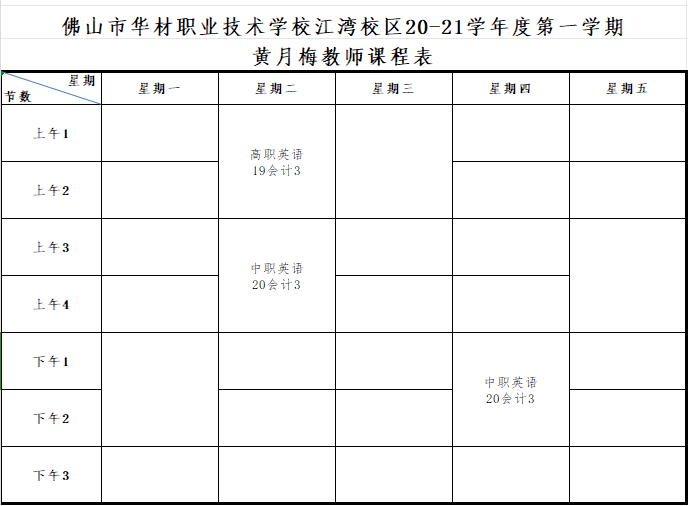 佛山市华材职业技术学校江湾校区20-21学年度第一学期
黄月梅教师课程表
星期
节数
星期一 星期二 星期三 星期四 星期五
上午1
高职英语
19会计3
上午2
上午3
中职英语
20会计3
上午4
下午1
中职英语
20会计3
下午2
下午3